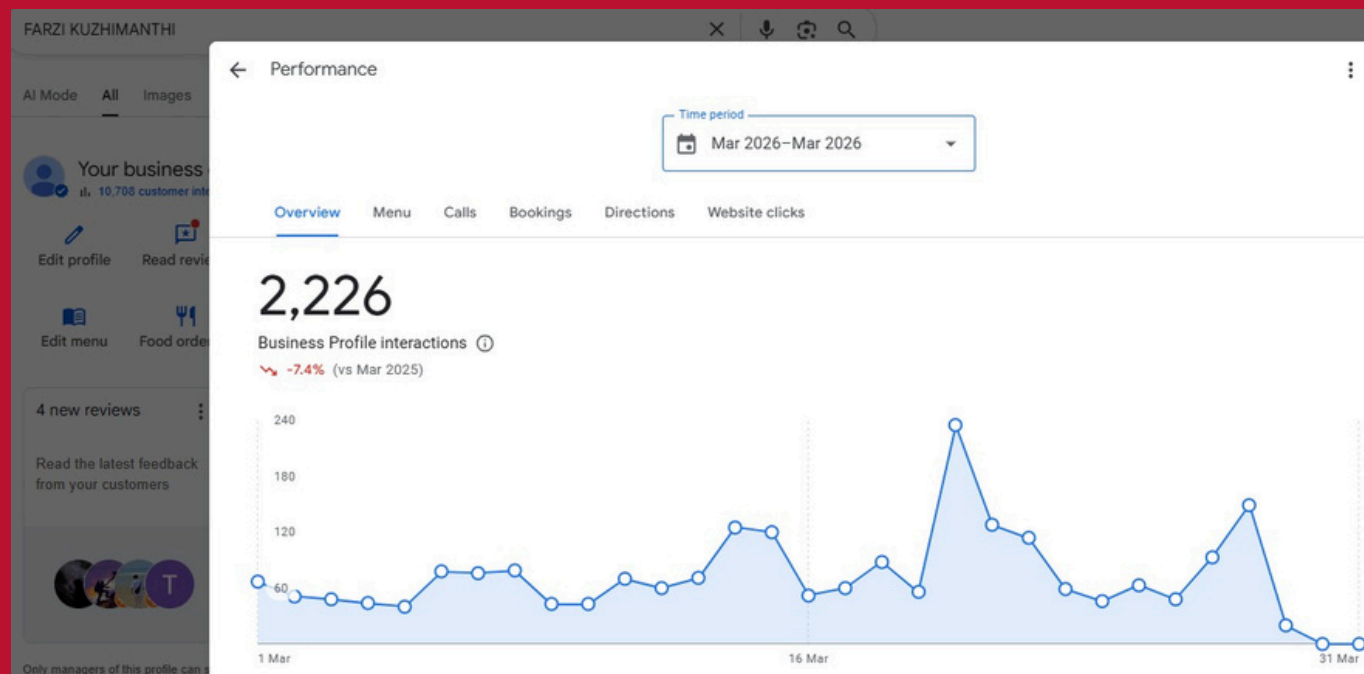 FARZI KUZHIMANTHI
AI Mode All Images
Your business
10,708 customer inte
Edit profile Read revie
Edit menu Food orde
4 new reviews
Read the latest feedback
from your customers
T
Only managers of this profile can s
Performance
Time period
Mar 2026–Mar 2026
Overview Menu Calls Bookings Directions Website clicks
2,226
Business Profile interactions
-7.4% (vs Mar 2025)
240
180
120
60
1 Mar 16 Mar 31 Mar